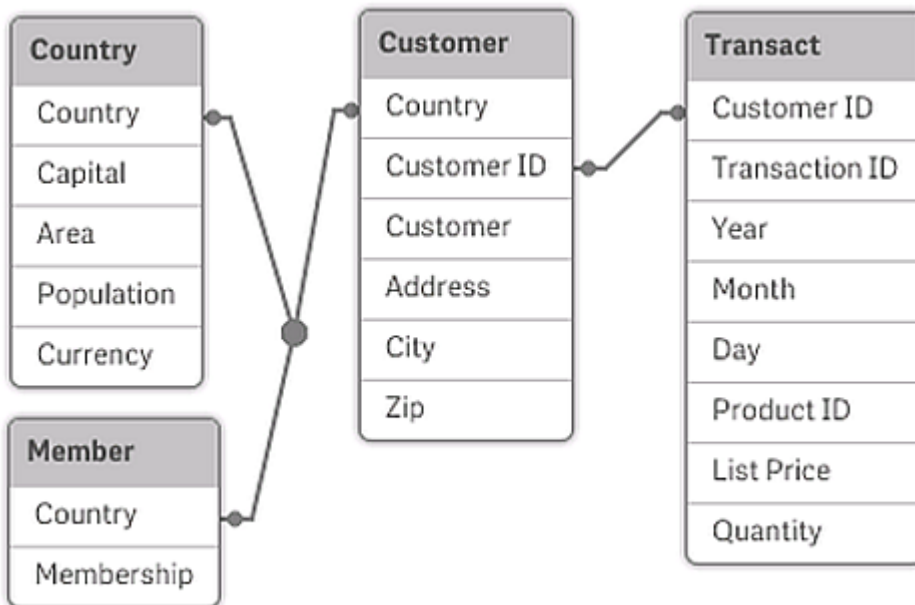 Country
Country
Capital
Area
Population
Currency
Member
Country
Membership
Customer
Country
Customer ID
Customer
Address
City
Zip
Transact
Customer ID
Transaction ID
Year
Month
Day
Product ID
List Price
Quantity